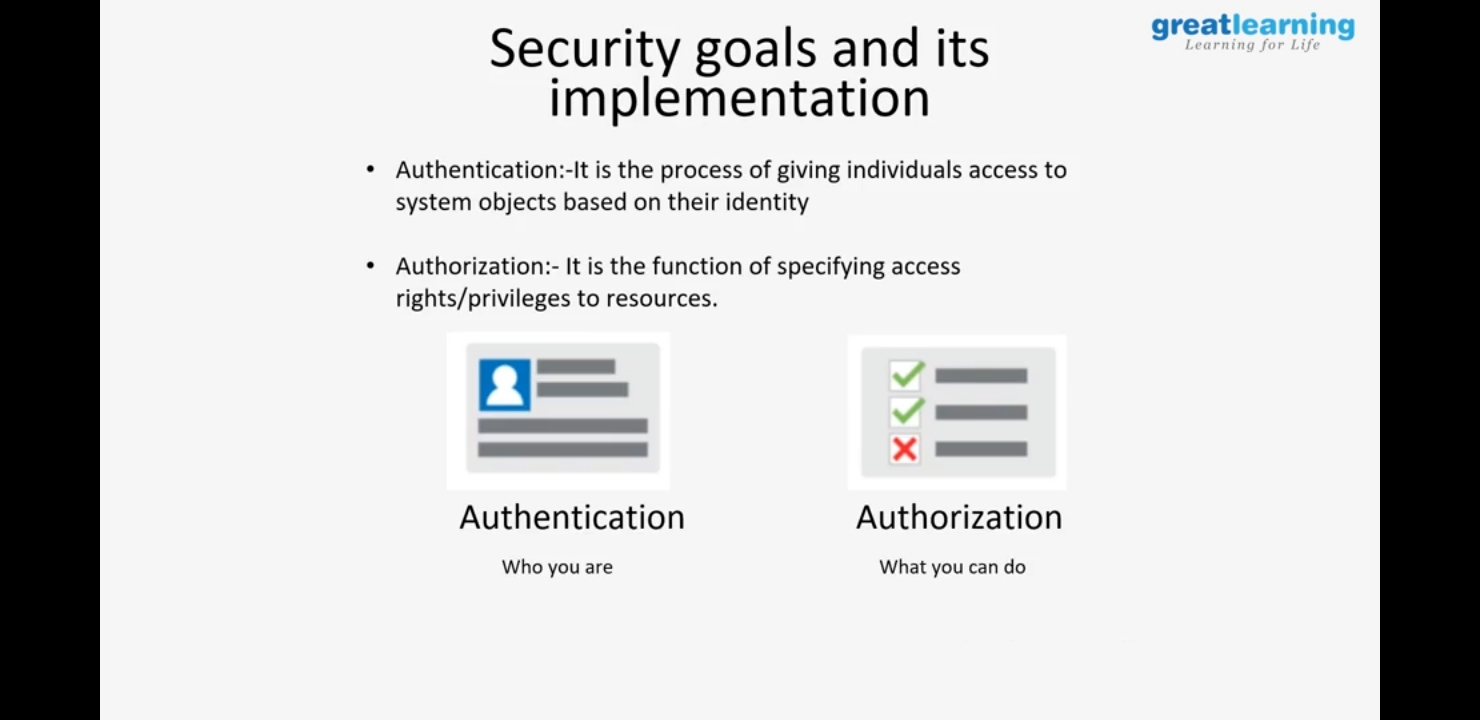 greatlearning
Learning for Life
Security goals and its
implementation
• Authentication:-It is the process of giving individuals access to
system objects based on their identity
• Authorization:- It is the function of specifying access
rights/privileges to resources.
Authentication
Authorization
Who you are
What you can do